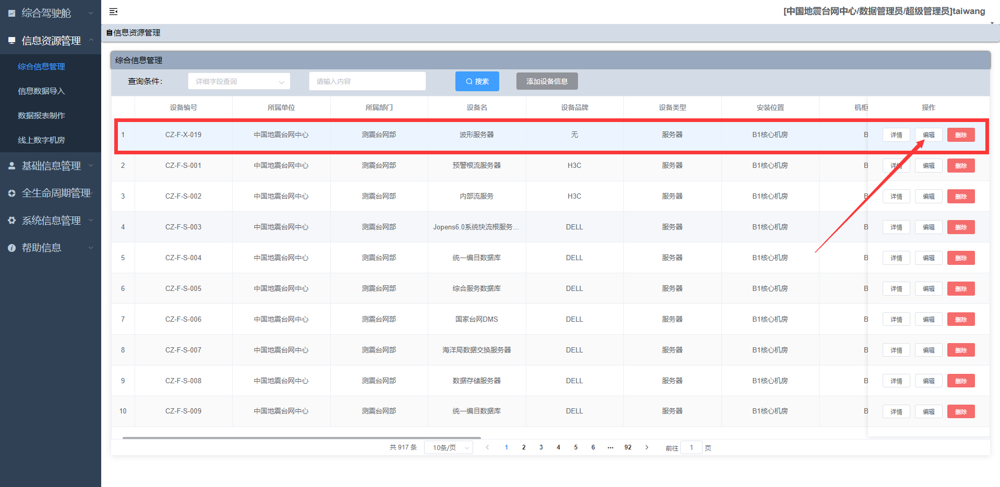 综合驾驶舱
信息资源管理
综合信息管理
信息数据导入
数据报表制作
线上数字机房
基础信息管理
全生命周期管理
系统信息管理
帮助信息
[中国地震台网中心/数据管理员/超级管理员]taiwang
信息资源管理
综合信息管理
查询条件: 详细字段查询 请输入内容 搜索 添加设备信息
设备编号 所属单位 所属部门 设备名 设备品牌 设备类型 安装位置 机柜 操作
1 CZ-F-X-019 中国地震台网中心 测震台网部 波形服务器 无 服务器 B1核心机房 B 详情 编辑 删除
2 CZ-F-S-001 中国地震台网中心 测震台网部 预警根流服务器 H3C 服务器 B1核心机房 B 详情 编辑 删除
3 CZ-F-S-002 中国地震台网中心 测震台网部 内部流服务 H3C 服务器 B1核心机房 B 详情 编辑 删除
4 CZ-F-S-003 中国地震台网中心 测震台网部 Jopens6.0系统快流根服务... DELL 服务器 B1核心机房 B 详情 编辑 删除
5 CZ-F-S-004 中国地震台网中心 测震台网部 统一编目数据库 DELL 服务器 B1核心机房 B 详情 编辑 删除
6 CZ-F-S-005 中国地震台网中心 测震台网部 综合服务数据库 DELL 服务器 B1核心机房 B 详情 编辑 删除
7 CZ-F-S-006 中国地震台网中心 测震台网部 国家台网DMS DELL 服务器 B1核心机房 B 详情 编辑 删除
8 CZ-F-S-007 中国地震台网中心 测震台网部 海洋局数据交换服务器 DELL 服务器 B1核心机房 B 详情 编辑 删除
9 CZ-F-S-008 中国地震台网中心 测震台网部 数据存储服务器 DELL 服务器 B1核心机房 B 详情 编辑 删除
10 CZ-F-S-009 中国地震台网中心 测震台网部 统一编目数据库 DELL 服务器 B1核心机房 B 详情 编辑 删除
共 917 条 10条/页 1 2 3 4 5 6 ... 92 前往 1 页